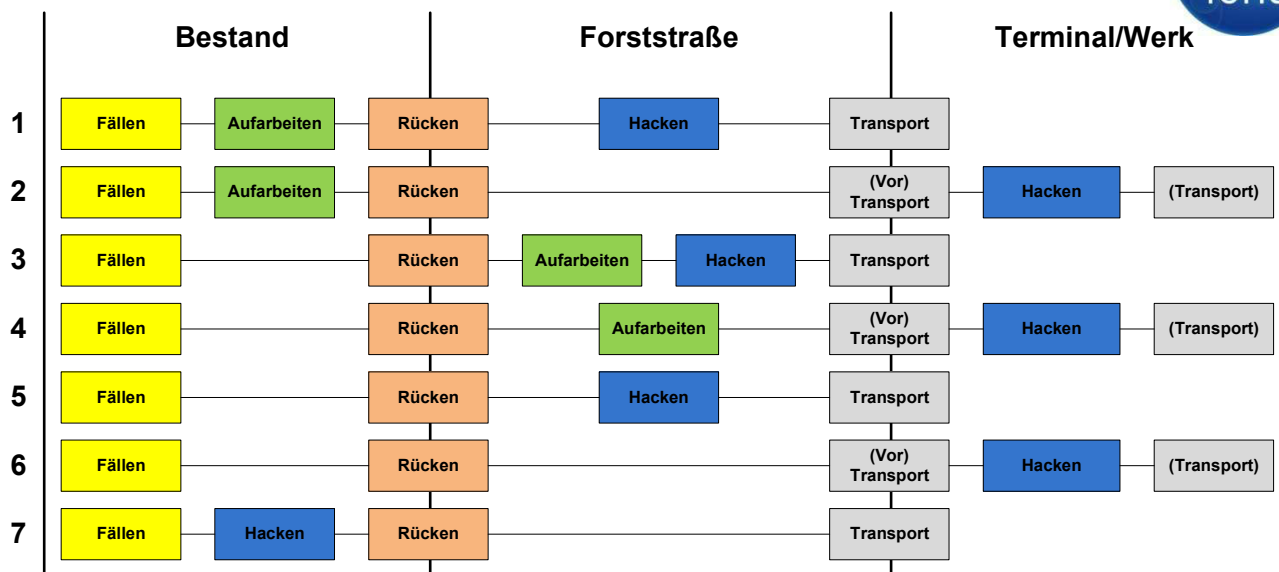 Bestand Forststraße Terminal/Werk
1 Fällen Aufarbeiten Rücken Hacken Transport
2 Fällen Aufarbeiten Rücken (Vor) Transport Hacken (Transport)
3 Fällen Rücken Aufarbeiten Hacken Transport
4 Fällen Rücken Aufarbeiten (Vor) Transport Hacken (Transport)
5 Fällen Rücken Hacken Transport
6 Fällen Rücken (Vor) Transport Hacken (Transport)
7 Fällen Hacken Rücken Transport